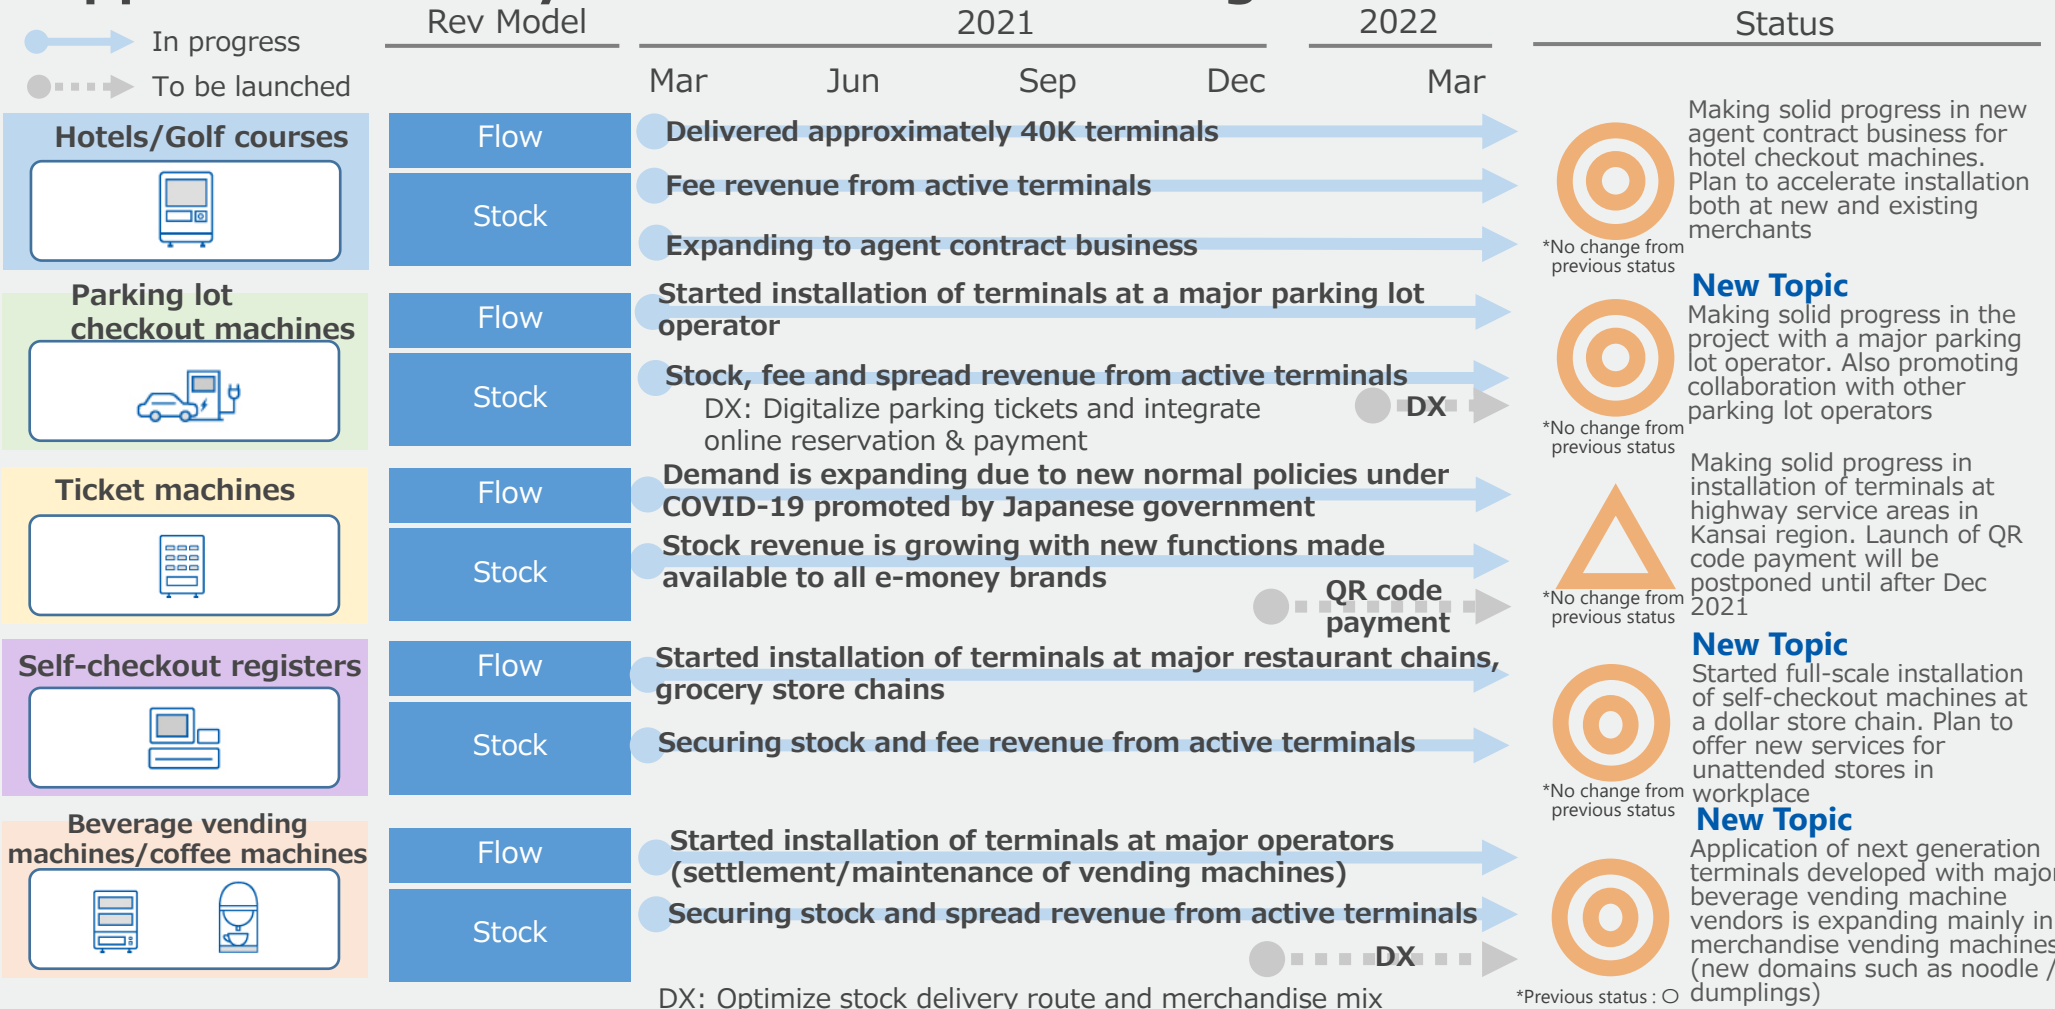 Rev Model
2021
2022
Status
In progress
To be launched
Mar
Jun
Sep
Dec
Mar
Hotels/Golf courses
Flow
Stock
Delivered approximately 40K terminals
Fee revenue from active terminals
Expanding to agent contract business
*No change from
previous status
Making solid progress in new
agent contract business for
hotel checkout machines.
Plan to accelerate installation
both at new and existing
merchants
Parking lot
checkout machines
Flow
Stock
Started installation of terminals at a major parking lot
operator
Stock, fee and spread revenue from active terminals
DX: Digitalize parking tickets and integrate
online reservation & payment
DX
*No change from
previous status
New Topic
Making solid progress in the
project with a major parking
lot operator. Also promoting
collaboration with other
parking lot operators
Ticket machines
Flow
Stock
Demand is expanding due to new normal policies under
COVID-19 promoted by Japanese government
Stock revenue is growing with new functions made
available to all e-money brands
QR code
payment
*No change from
previous status
Making solid progress in
installation of terminals at
highway service areas in
Kansai region. Launch of QR
code payment will be
postponed until after Dec
2021
Self-checkout registers
Flow
Stock
Started installation of terminals at major restaurant chains,
grocery store chains
Securing stock and fee revenue from active terminals
*No change from
previous status
New Topic
Started full-scale installation
of self-checkout machines at
a dollar store chain. Plan to
offer new services for
unattended stores in
workplace
Beverage vending
machines/coffee machines
Flow
Stock
Started installation of terminals at major operators
(settlement/maintenance of vending machines)
Securing stock and spread revenue from active terminals
DX
DX: Optimize stock delivery route and merchandise mix
*Previous status : ○
New Topic
Application of next generation
terminals developed with major
beverage vending machine
vendors is expanding mainly in
merchandise vending machines
(new domains such as noodle /
dumplings)